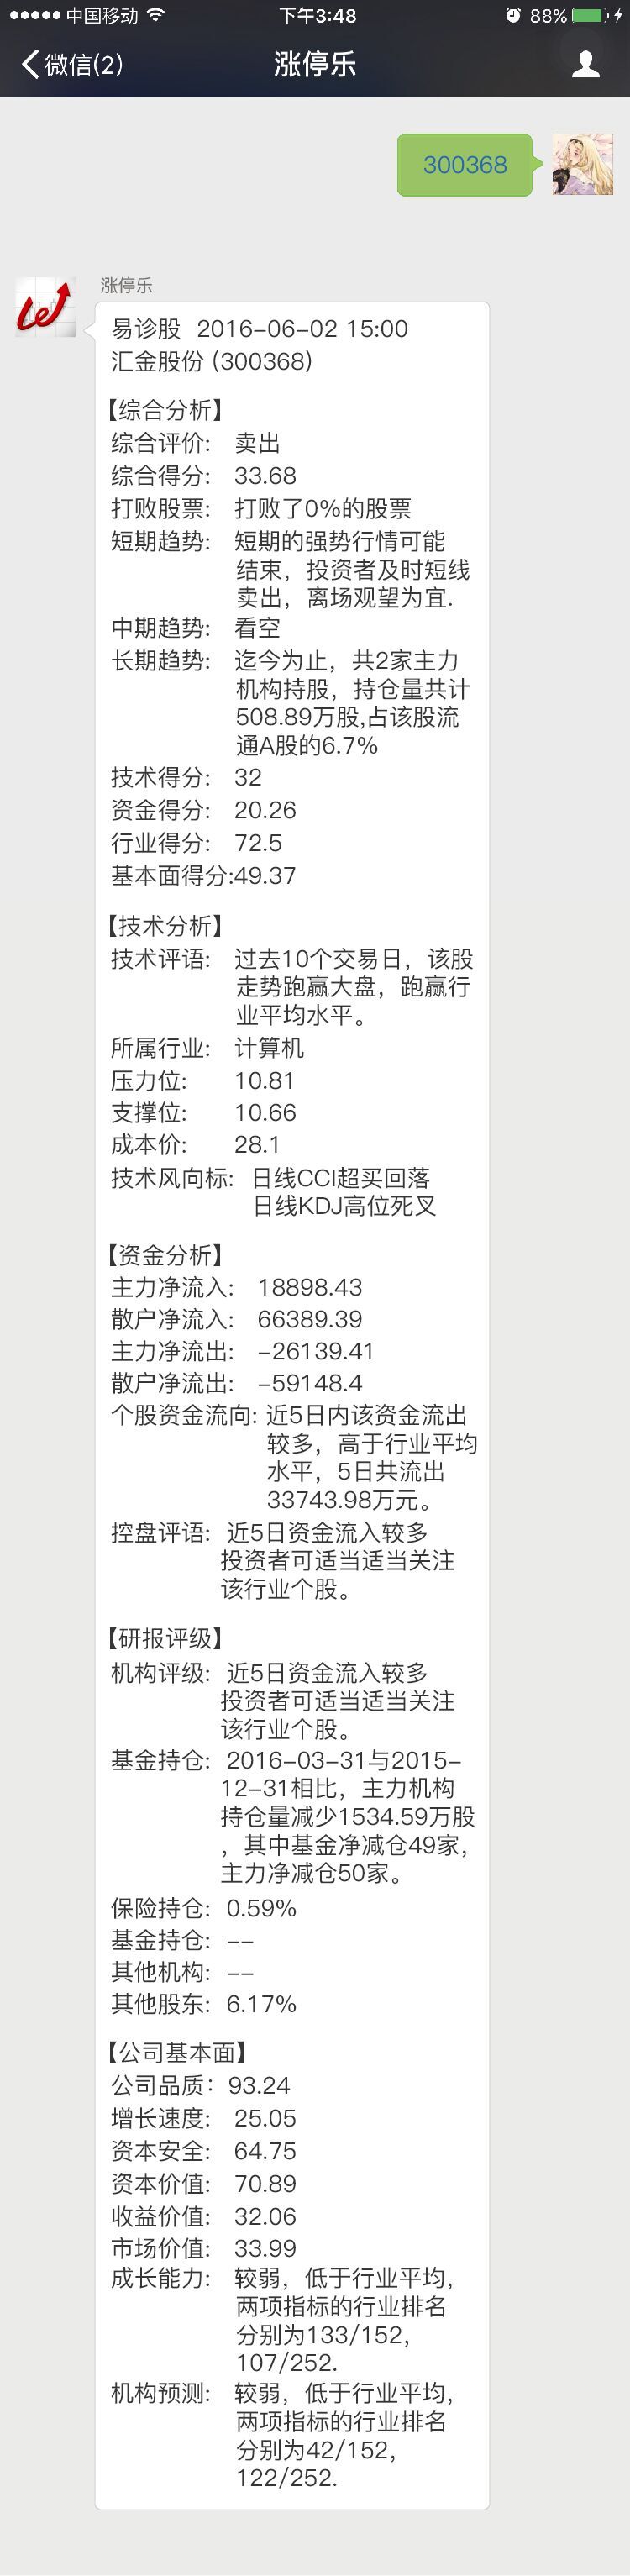 中国移动 下午3:48 88%
微信(2) 涨停乐
300368
涨停乐
易诊股 2016-06-02 15:00
汇金股份 (300368)
【综合分析】
综合评价: 卖出
综合得分: 33.68
打败股票: 打败了0%的股票
短期趋势: 短期的强势行情可能
结束，投资者及时短线
卖出，离场观望为宜.
中期趋势: 看空
长期趋势: 迄今为止，共2家主力
机构持股，持仓量共计
508.89万股,占该股流
通A股的6.7%
技术得分: 32
资金得分: 20.26
行业得分: 72.5
基本面得分:49.37
【技术分析】
技术评语: 过去10个交易日，该股
走势跑赢大盘，跑赢行
业平均水平。
所属行业: 计算机
压力位: 10.81
支撑位: 10.66
成本价: 28.1
技术风向标: 日线CCI超买回落
日线KDJ高位死叉
【资金分析】
主力净流入: 18898.43
散户净流入: 66389.39
主力净流出: -26139.41
散户净流出: -59148.4
个股资金流向: 近5日内该资金流出
较多，高于行业平均
水平，5日共流出
33743.98万元。
控盘评语: 近5日资金流入较多
投资者可适当适当关注
该行业个股。
【研报评级】
机构评级: 近5日资金流入较多
投资者可适当适当关注
该行业个股。
基金持仓: 2016-03-31与2015-
12-31相比，主力机构
持仓量减少1534.59万股
，其中基金净减仓49家，
主力净减仓50家。
保险持仓: 0.59%
基金持仓: --
其他机构: --
其他股东: 6.17%
【公司基本面】
公司品质：93.24
增长速度: 25.05
资本安全: 64.75
资本价值: 70.89
收益价值: 32.06
市场价值: 33.99
成长能力: 较弱，低于行业平均，
两项指标的行业排名
分别为133/152，
107/252.
机构预测: 较弱，低于行业平均，
两项指标的行业排名
分别为42/152，
122/252.